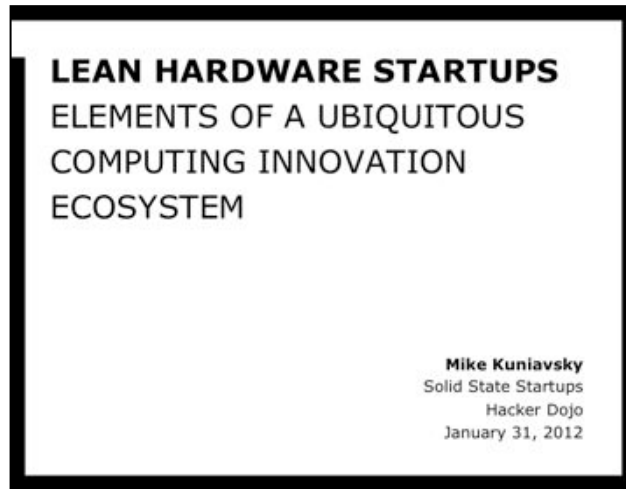 LEAN HARDWARE STARTUPS
ELEMENTS OF A UBIQUITOUS
COMPUTING INNOVATION
ECOSYSTEM
Mike Kuniavsky
Solid State Startups
Hacker Dojo
January 31, 2012